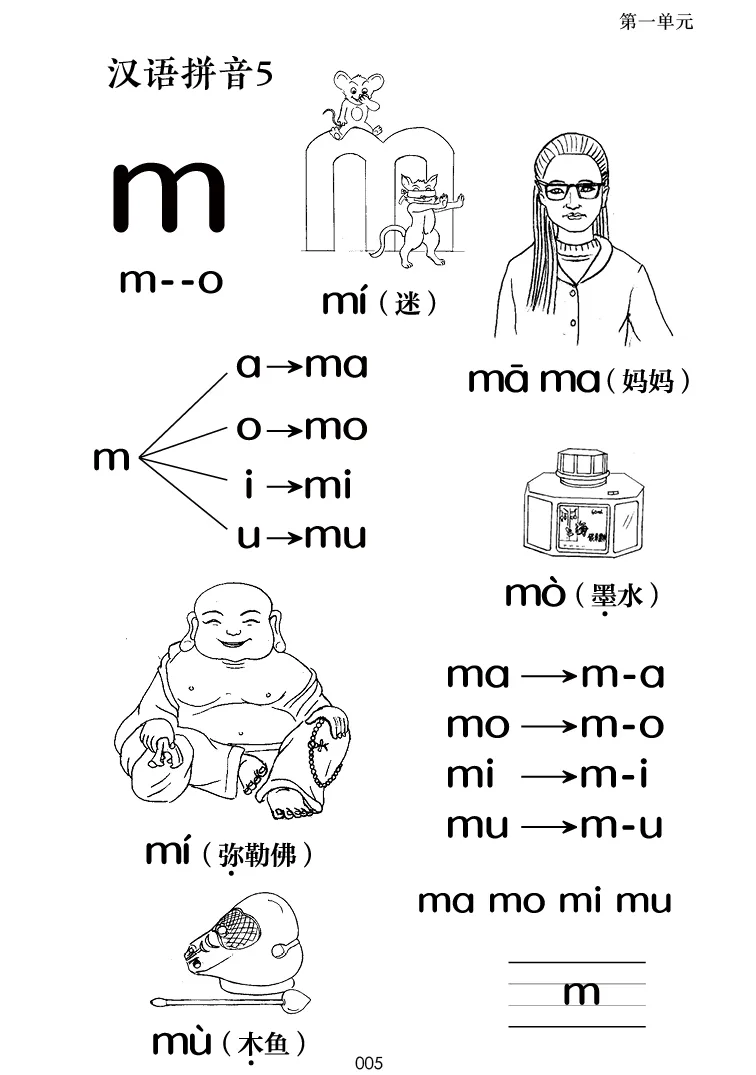 第一单元
汉语拼音5
m
m--o
mí（迷）
mā ma（妈妈）
m
a→ma
o→mo
i→mi
u→mu
60ml
mò（墨水）
mí（弥勒佛）
ma→m-a
mo→m-o
mi→m-i
mu→m-u
ma mo mi mu
m
mù（木鱼）
005